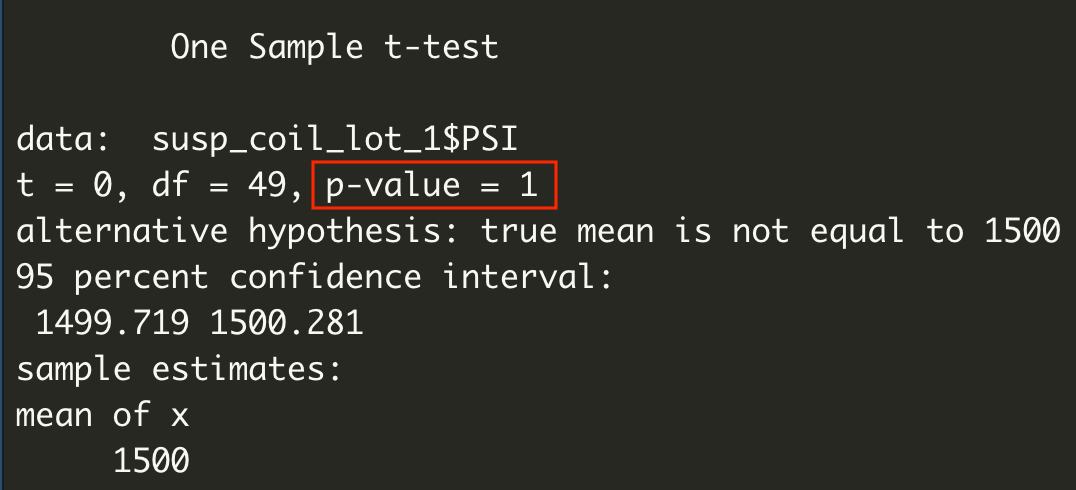 One Sample t-test
data:  susp_coil_lot_1$PSI
t = 0, df = 49, p-value = 1
alternative hypothesis: true mean is not equal to 1500
95 percent confidence interval:
 1499.719 1500.281
sample estimates:
mean of x
     1500